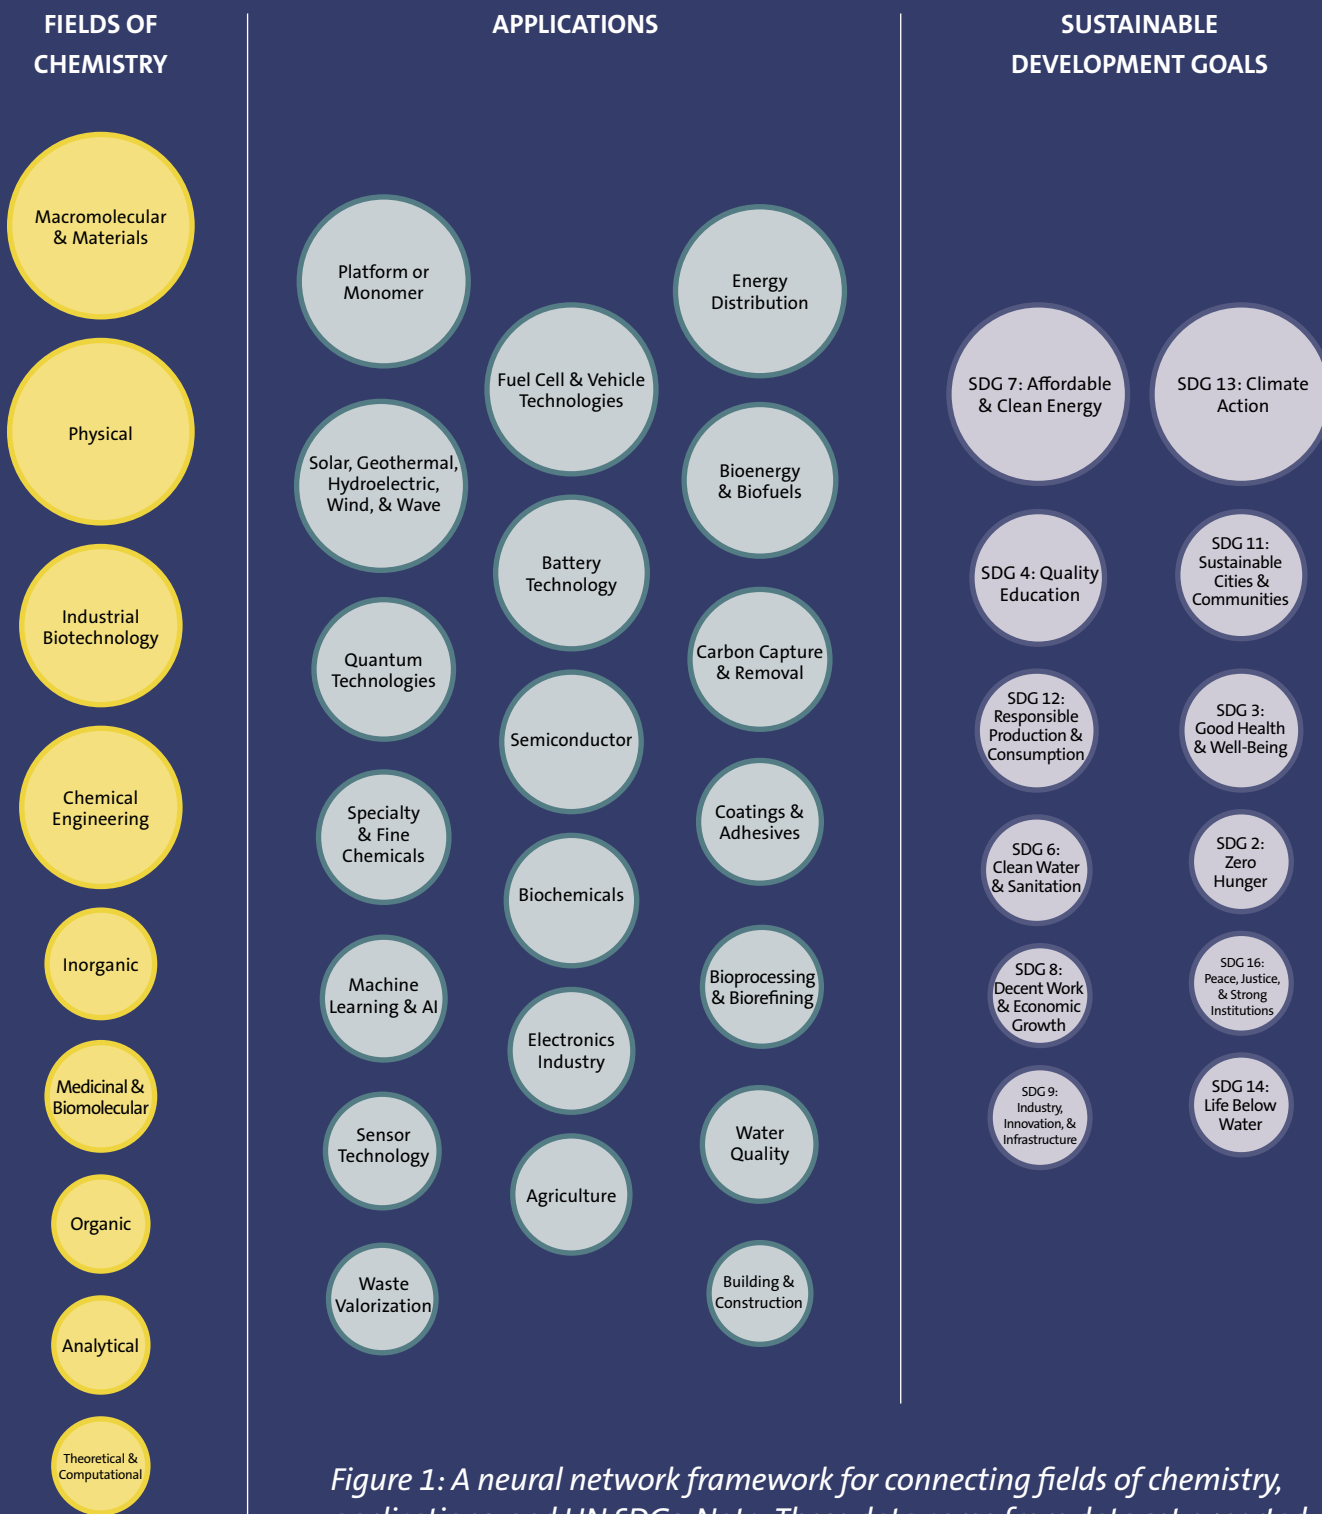 FIELDS OF
CHEMISTRY
APPLICATIONS
SUSTAINABLE
DEVELOPMENT GOALS
Macromolecular
& Materials
Physical
Industrial
Biotechnology
Chemical
Engineering
Inorganic
Medicinal &
Biomolecular
Organic
Analytical
Theoretical &
Computational
Platform or
Monomer
Solar, Geothermal,
Hydroelectric,
Wind, & Wave
Quantum
Technologies
Specialty
& Fine
Chemicals
Machine
Learning & AI
Sensor
Technology
Waste
Valorization
Fuel Cell & Vehicle
Technologies
Battery
Technology
Semiconductor
Biochemicals
Electronics
Industry
Agriculture
Energy
Distribution
Bioenergy
& Biofuels
Carbon Capture
& Removal
Coatings &
Adhesives
Bioprocessing
& Biorefining
Water
Quality
Building &
Construction
SDG 7: Affordable
& Clean Energy
SDG 4: Quality
Education
SDG 12:
Responsible
Production &
Consumption
SDG 6:
Clean Water
& Sanitation
SDG 8:
Decent Work
& Economic
Growth
SDG 9:
Industry,
Innovation, &
Infrastructure
SDG 13: Climate
Action
SDG 11:
Sustainable
Cities &
Communities
SDG 3:
Good Health
& Well-Being
SDG 2:
Zero
Hunger
SDG 16:
Peace, Justice,
& Strong
Institutions
SDG 14:
Life Below
Water
Figure 1: A neural network framework for connecting fields of chemistry,